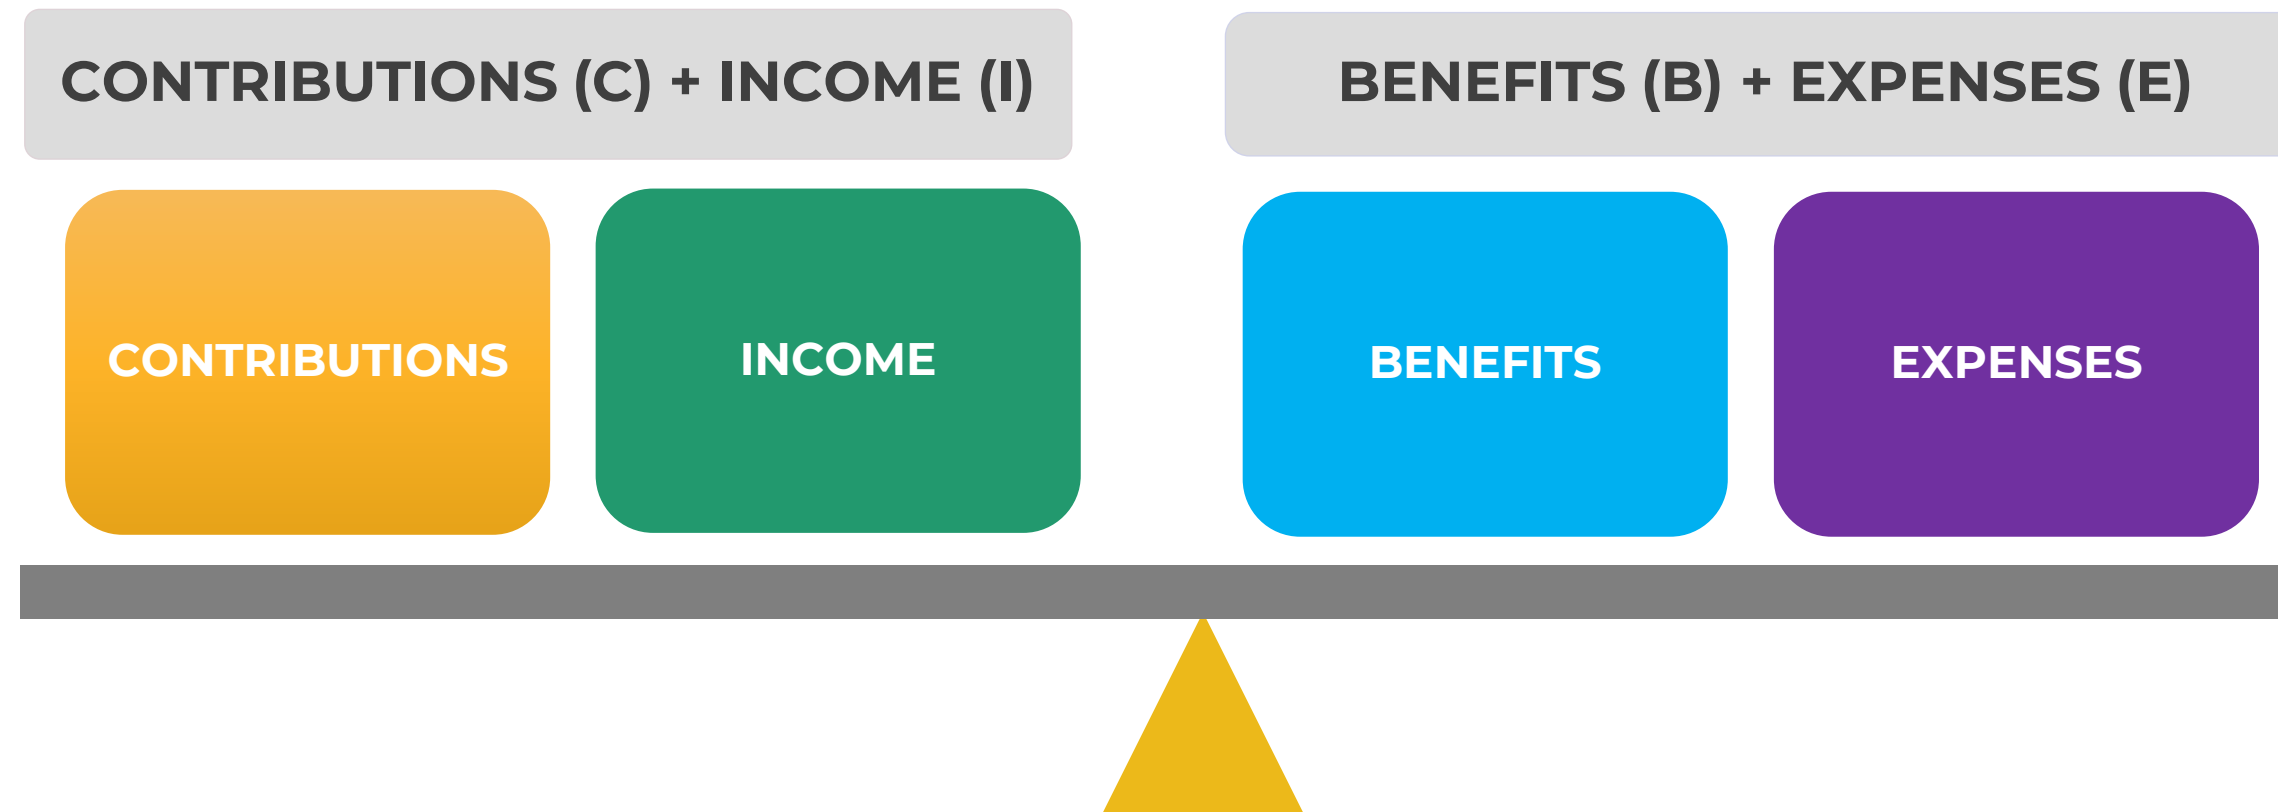 CONTRIBUTIONS (C) + INCOME (I)
BENEFITS (B) + EXPENSES (E)
CONTRIBUTIONS
INCOME
BENEFITS
EXPENSES